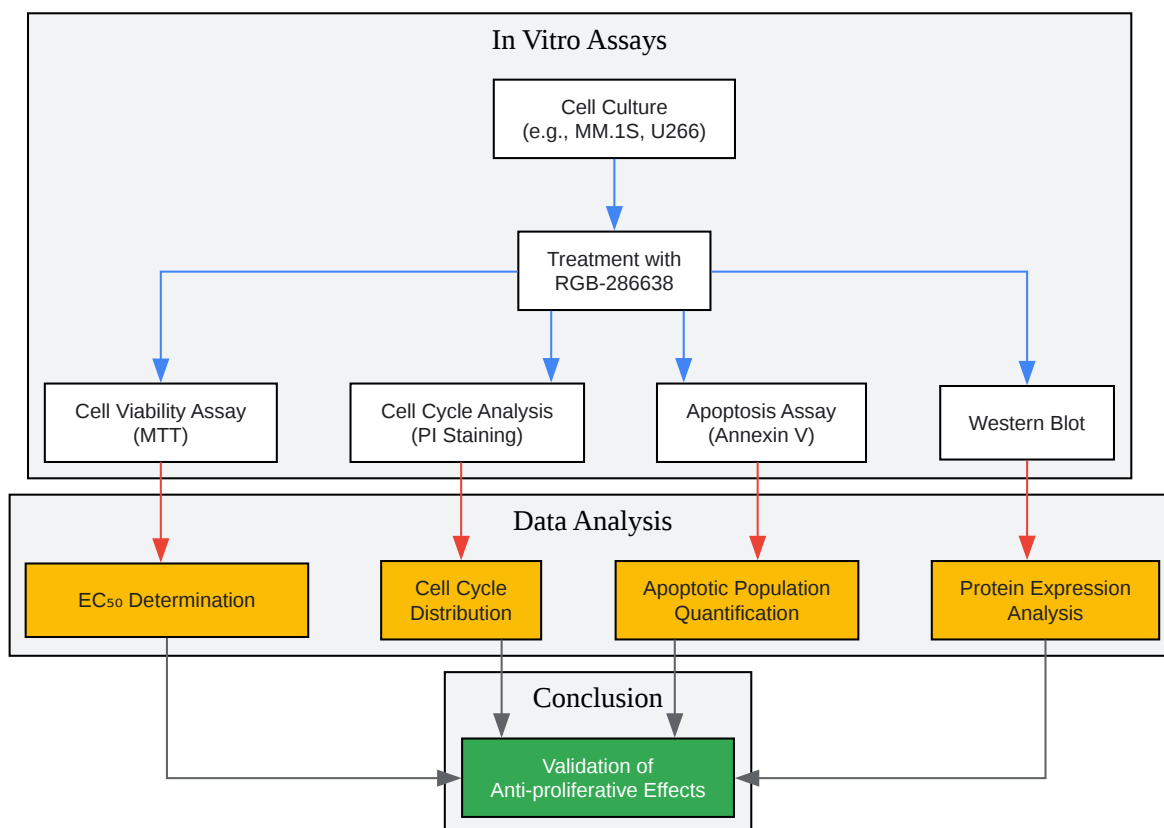 In Vitro Assays
Cell Culture
(e.g., MM.1S, U266)
Treatment with
RGB-286638
Cell Viability Assay
(MTT)
Cell Cycle Analysis
(PI Staining)
Apoptosis Assay
(Annexin V)
Western Blot
Data Analysis
EC₅₀ Determination
Cell Cycle
Distribution
Apoptotic Population
Quantification
Protein Expression
Analysis
Conclusion
Validation of
Anti-proliferative Effects